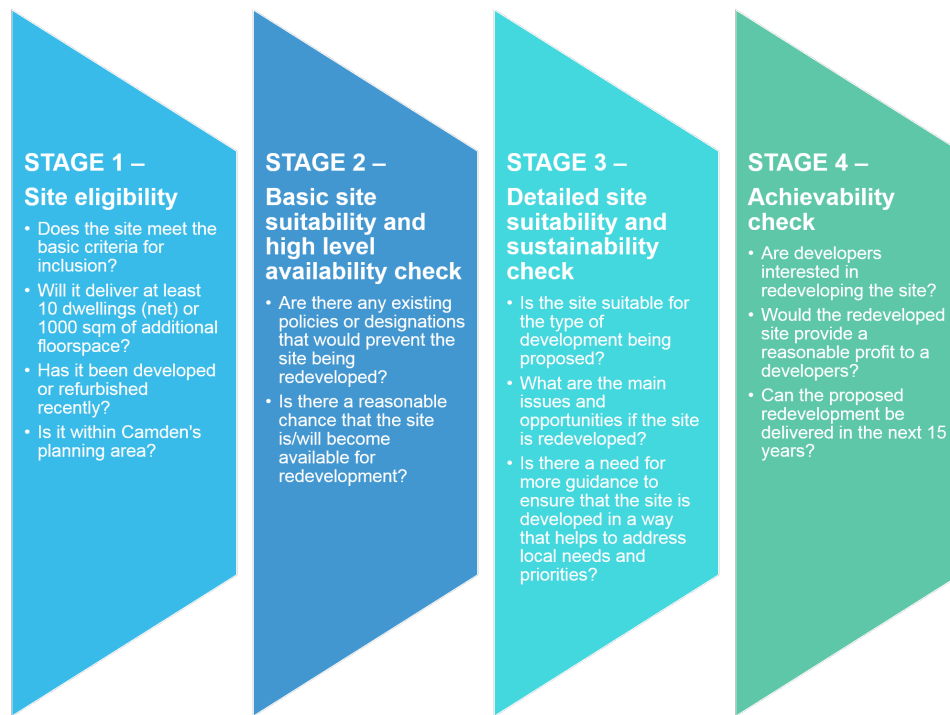 STAGE 1 –
Site eligibility
• Does the site meet the
basic criteria for
inclusion?
• Will it deliver at least
10 dwellings (net) or
1000 sqm of additional
floorspace?
• Has it been developed
or refurbished
recently?
• Is it within Camden's
planning area?
STAGE 2 –
Basic site
suitability and
high level
availability check
• Are there any existing
policies or designations
that would prevent the
site being
redeveloped?
• Is there a reasonable
chance that the site
is/will become
available for
redevelopment?
STAGE 3 –
Detailed site
suitability and
sustainability
check
• Is the site suitable for
the type of
development being
proposed?
• What are the main
issues and
opportunities if the site
is redeveloped?
• Is there a need for
more guidance to
ensure that the site is
developed in a way
that helps to address
local needs and
priorities?
STAGE 4 –
Achievability
check
• Are developers
interested in
redeveloping the site?
• Would the redeveloped
site provide a
reasonable profit to a
developers?
• Can the proposed
redevelopment be
delivered in the next 15
years?